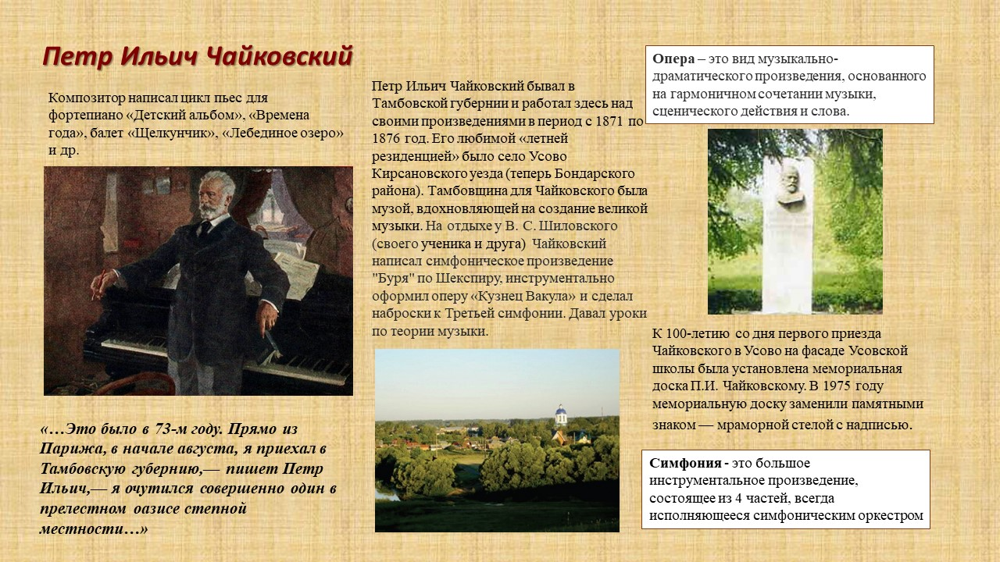 Петр Ильич Чайковский
Композитор написал цикл пьес для
фортепиано «Детский альбом», «Времена
года», балет «Щелкунчик», «Лебединое озеро»
и др.
«…Это было в 73-м году. Прямо из
Парижа, в начале августа, я приехал в
Тамбовскую губернию,— пишет Петр
Ильич,— я очутился совершенно один в
прелестном оазисе степной
местности…»
Петр Ильич Чайковский бывал в
Тамбовской губернии и работал здесь над
своими произведениями в период с 1871 по
1876 год. Его любимой «летней
резиденцией» было село Усово
Кирсановского уезда (теперь Бондарского
района). Тамбовщина для Чайковского была
музой, вдохновляющей на создание великой
музыки. На отдыхе у В. С. Шиловского
(своего ученика и друга) Чайковский
написал симфоническое произведение
"Буря" по Шекспиру, инструментально
оформил оперу «Кузнец Вакула» и сделал
наброски к Третьей симфонии. Давал уроки
по теории музыки.
Опера – это вид музыкально-
драматического произведения, основанного
на гармоничном сочетании музыки,
сценического действия и слова.
К 100-летию со дня первого приезда
Чайковского в Усово на фасаде Усовской
школы была установлена мемориальная
доска П.И. Чайковскому. В 1975 году
мемориальную доску заменили памятными
знаком — мраморной стелой с надписью.
Симфония - это большое
инструментальное произведение,
состоящее из 4 частей, всегда
исполняющееся симфоническим оркестром